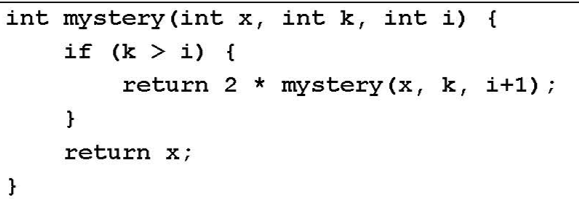 int mystery(int x, int k, int i) {
    if (k > i) {
        return 2 * mystery(x, k, i+1);
    }
    return x;
}